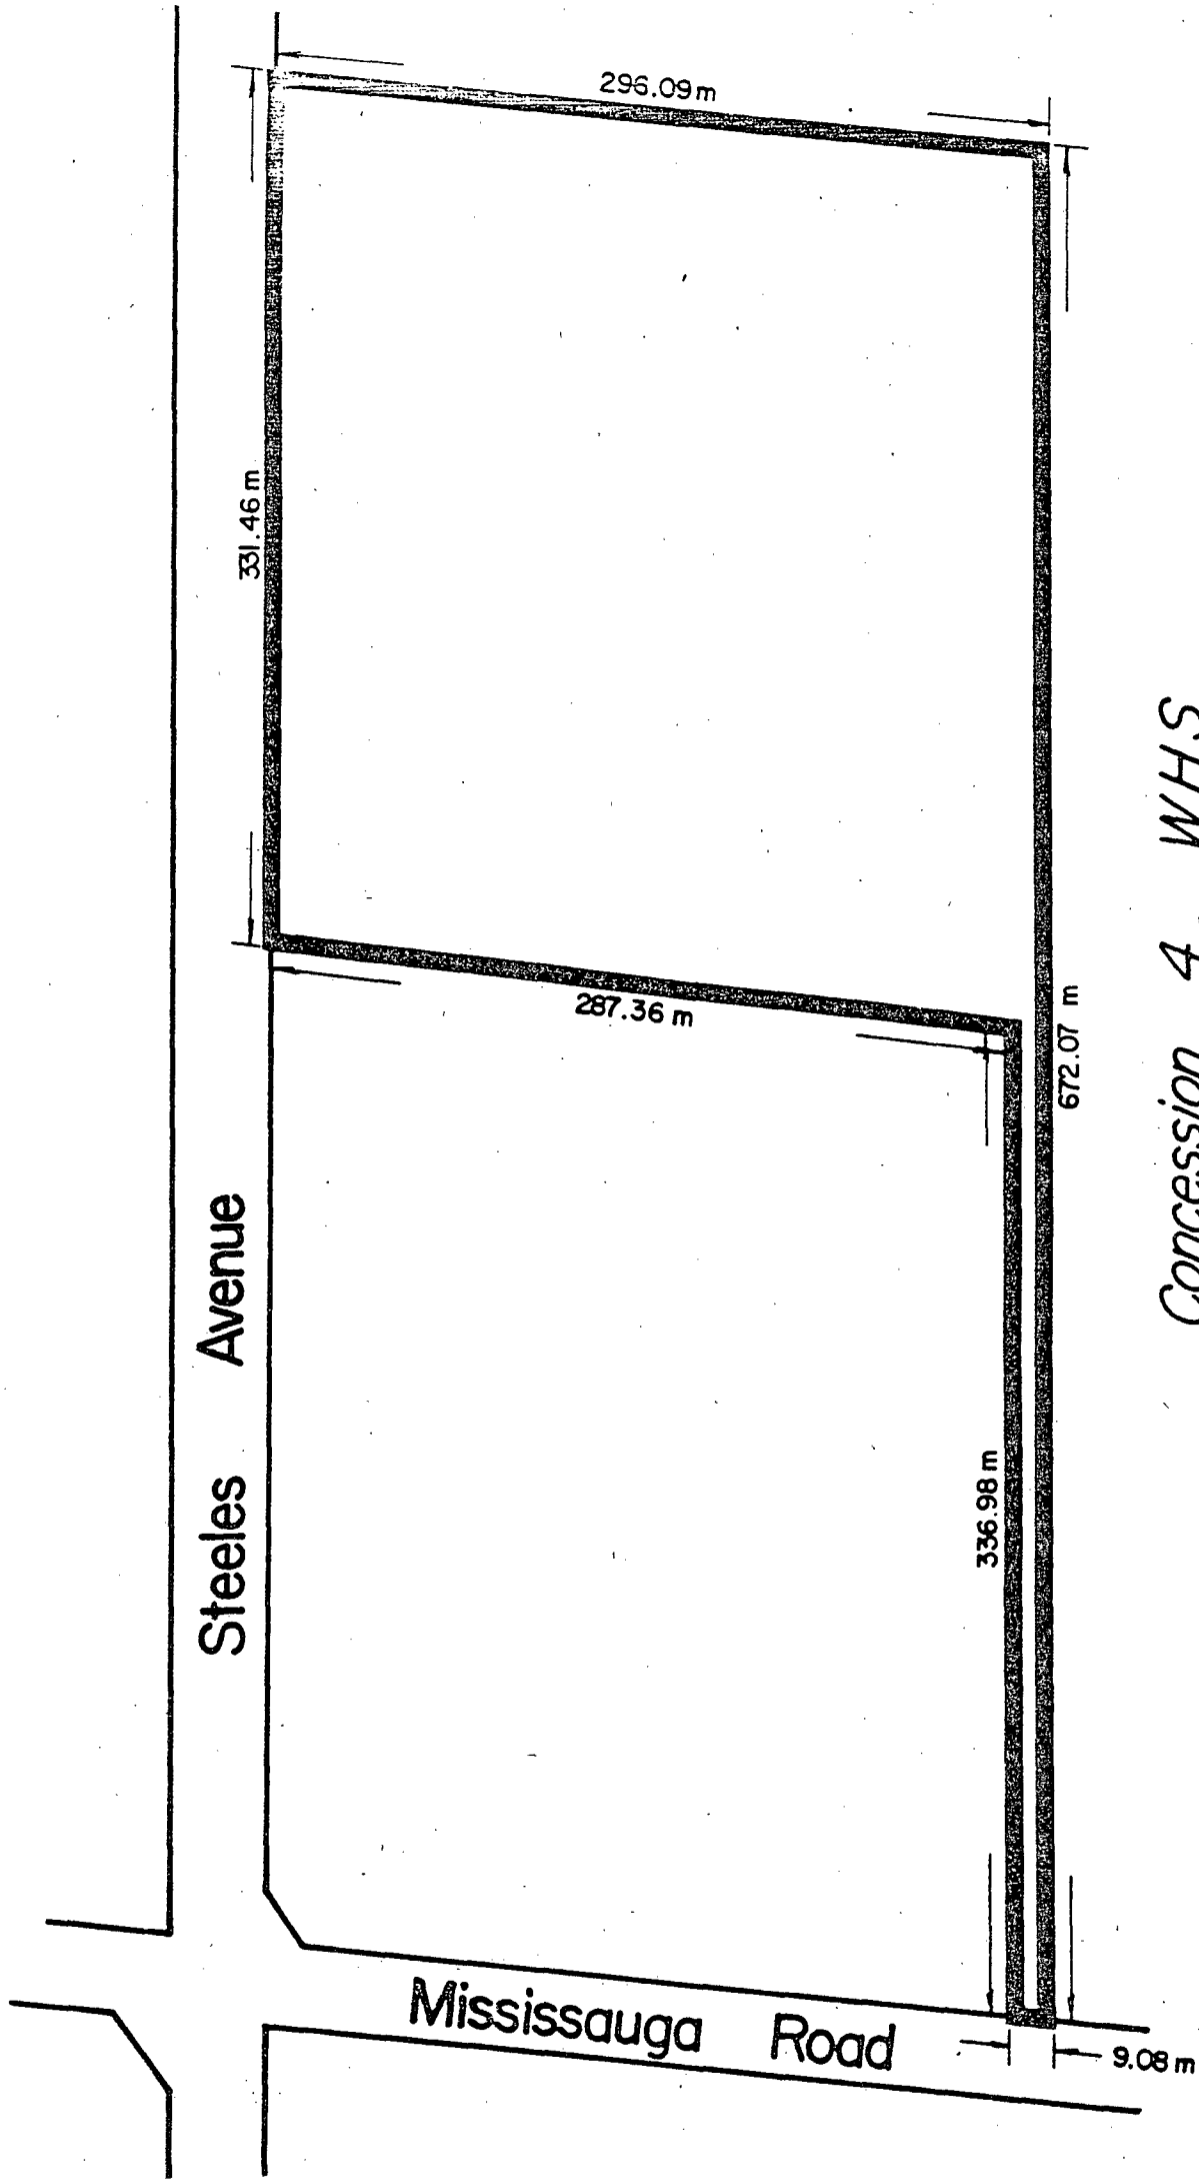 296.09 m
331.46 m
287.36 m
672.07 m
Concession 4 W.H.S.
Steeles Avenue
336.98 m
Mississauga Road
9.08 m